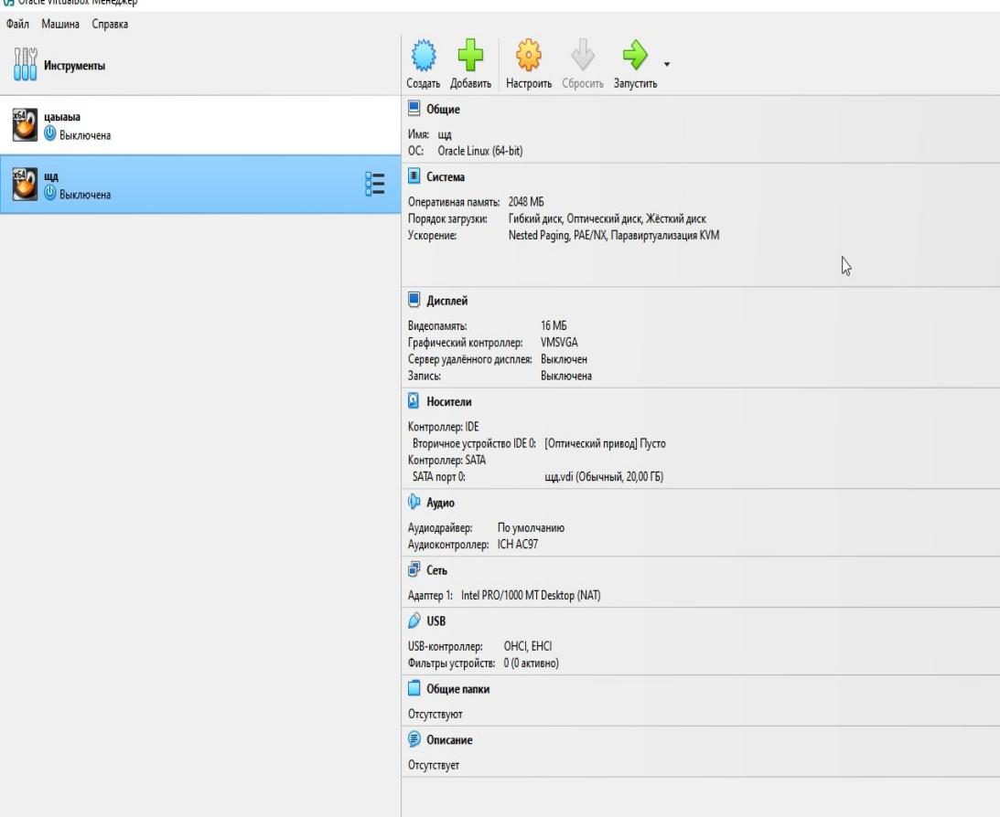 Oracle VirtualBox Менеджер
Файл Машина Справка
Инструменты
Создать Добавить Настроить Сбросить Запустить
цаыаыа
Выключена
щд
Выключена
Общие
Имя: щд
ОС: Oracle Linux (64-bit)
Система
Оперативная память: 2048 МБ
Порядок загрузки: Гибкий диск, Оптический диск, Жёсткий диск
Ускорение: Nested Paging, PAE/NX, Паравиртуализация KVM
Дисплей
Видеопамять: 16 МБ
Графический контроллер: VMSVGA
Сервер удалённого дисплея: Выключен
Запись: Выключена
Носители
Контроллер: IDE
Вторичное устройство IDE 0: [Оптический привод] Пусто
Контроллер: SATA
SATA порт 0: щд.vdi (Обычный, 20,00 ГБ)
Аудио
Аудиодрайвер: По умолчанию
Аудиоконтроллер: ICH AC97
Сеть
Адаптер 1: Intel PRO/1000 MT Desktop (NAT)
USB
USB-контроллер: OHCI, EHCI
Фильтры устройств: 0 (0 активно)
Общие папки
Отсутствуют
Описание
Отсутствует